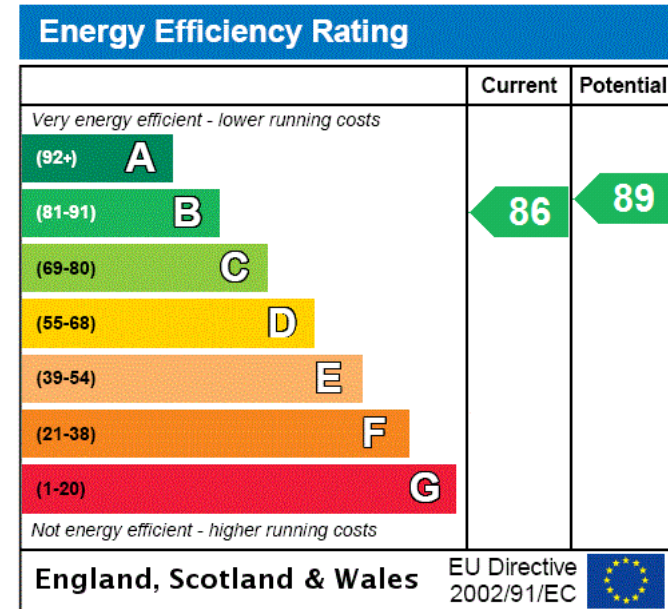 Energy Efficiency Rating
Current Potential
Very energy efficient - lower running costs
(92+) A
(81-91) B 86 89
(69-80) C
(55-68) D
(39-54) E
(21-38) F
(1-20) G
Not energy efficient - higher running costs
England, Scotland & Wales EU Directive
2002/91/EC